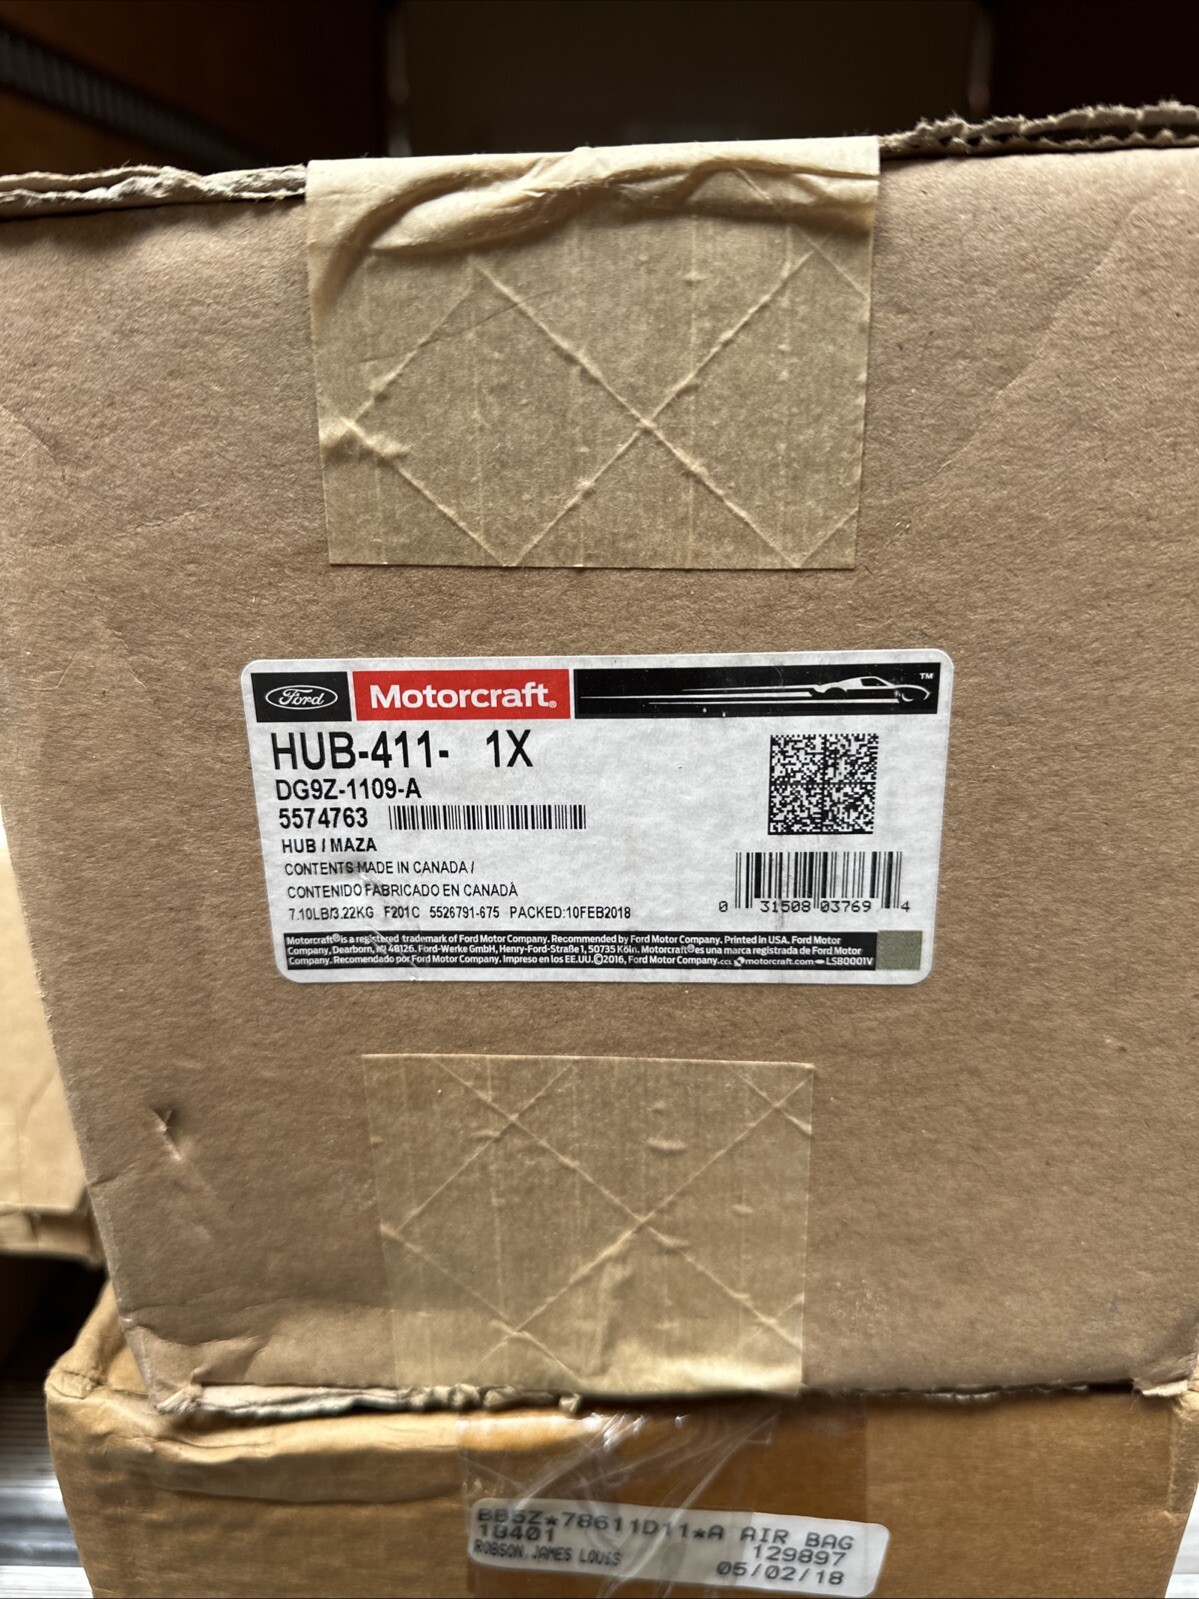 Ford Motorcraft® TM
HUB-411- 1X
DG9Z-1109-A
5574763
HUB / MAZA
CONTENTS MADE IN CANADA /
CONTENIDO FABRICADO EN CANADÁ
7.10LB/3.22KG F201C 5526791-675 PACKED:10FEB2018
0 31508 03769 4
Motorcraft® is a registered trademark of Ford Motor Company. Recommended by Ford Motor Company. Printed in USA. Ford Motor
Company, Dearborn, MI 48126. Ford-Werke GmbH, Henry-Ford-Straße 1, 50735 Köln. Motorcraft® es una marca registrada de Ford Motor
Company. Recomendado por Ford Motor Company. Impreso en los EE.UU.©2016, Ford Motor Company. motorcraft.com LSB0001V
BB5Z*78611D11*A AIR BAG
18401 129897
ROBSON,JAMES LOUIS 05/02/18